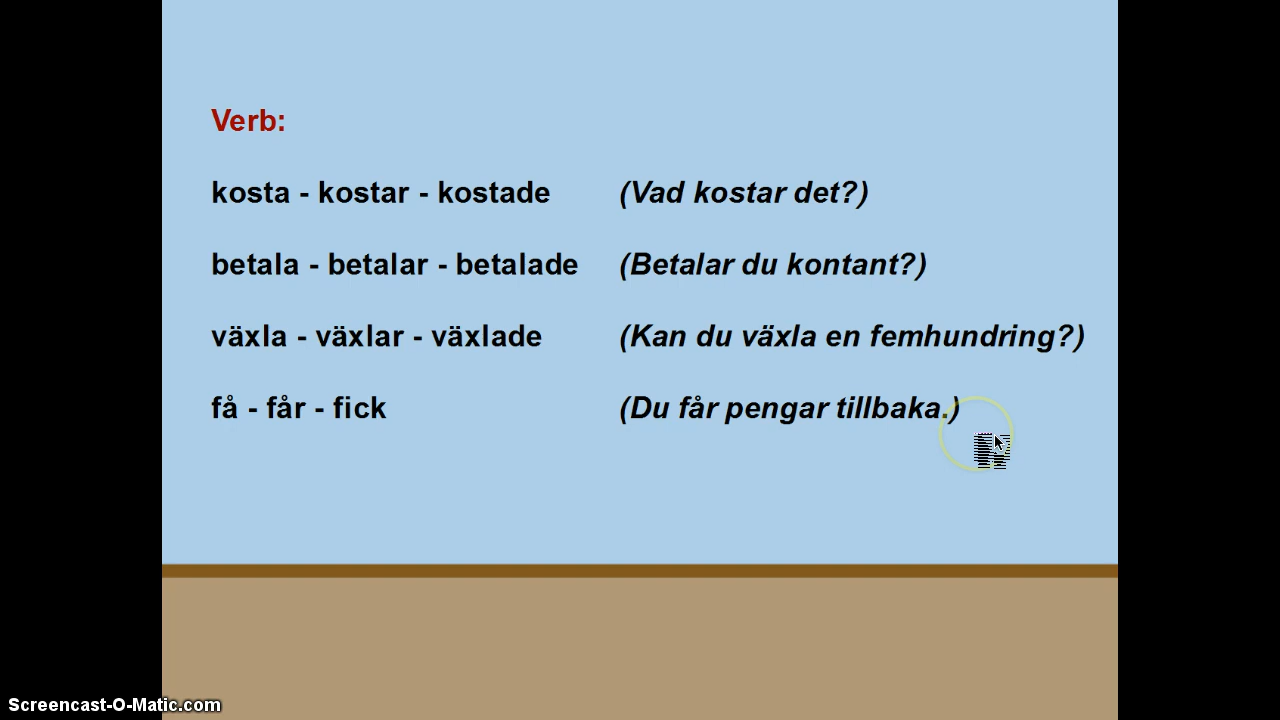 Verb:
kosta - kostar - kostade (Vad kostar det?)
betala - betalar - betalade (Betalar du kontant?)
växla - växlar - växlade (Kan du växla en femhundring?)
få - får - fick (Du får pengar tillbaka.)
Screencast-O-Matic.com